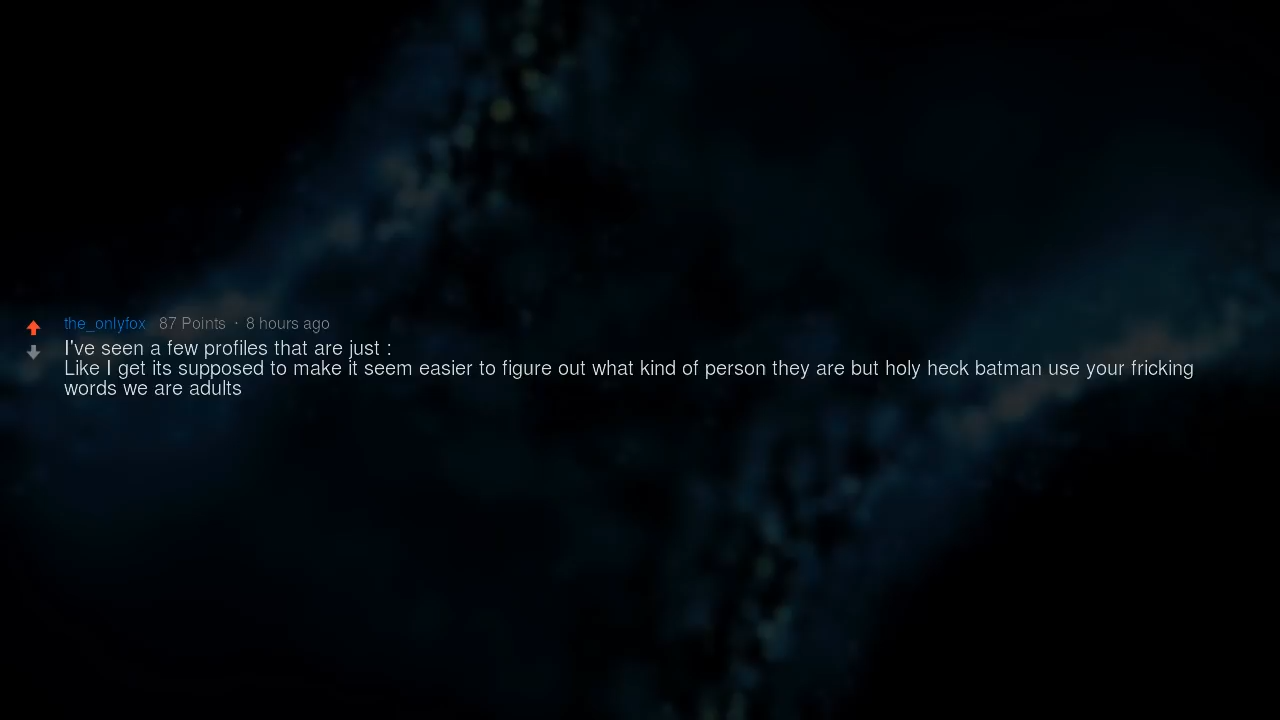 the_onlyfox 87 Points · 8 hours ago
I've seen a few profiles that are just :
Like I get its supposed to make it seem easier to figure out what kind of person they are but holy heck batman use your fricking
words we are adults